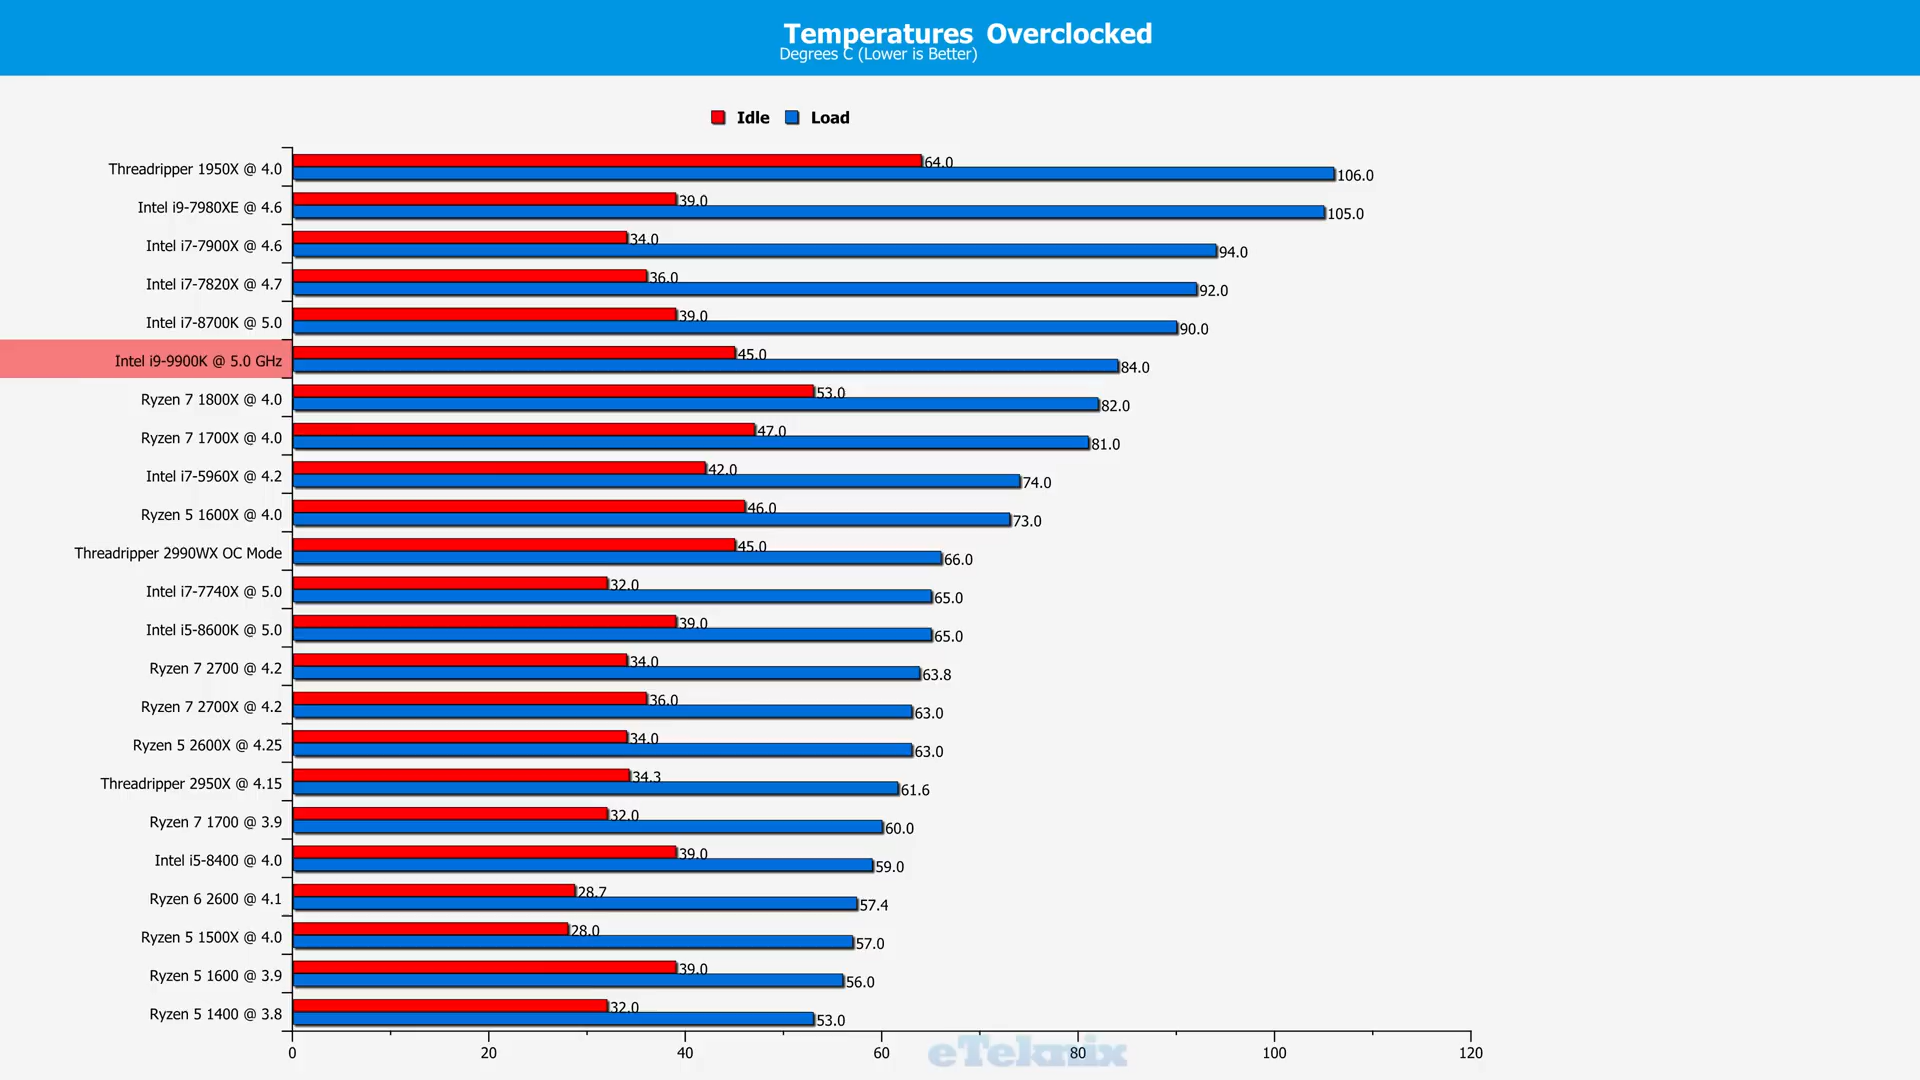 Temperatures Overclocked
Degrees C (Lower is Better)
Idle Load
Threadripper 1950X @ 4.0 64.0 106.0
Intel i9-7980XE @ 4.6 39.0 105.0
Intel i7-7900X @ 4.6 34.0 94.0
Intel i7-7820X @ 4.7 36.0 92.0
Intel i7-8700K @ 5.0 39.0 90.0
Intel i9-9900K @ 5.0 GHz 45.0 84.0
Ryzen 7 1800X @ 4.0 53.0 82.0
Ryzen 7 1700X @ 4.0 47.0 81.0
Intel i7-5960X @ 4.2 42.0 74.0
Ryzen 5 1600X @ 4.0 46.0 73.0
Threadripper 2990WX OC Mode 45.0 66.0
Intel i7-7740X @ 5.0 32.0 65.0
Intel i5-8600K @ 5.0 39.0 65.0
Ryzen 7 2700 @ 4.2 34.0 63.8
Ryzen 7 2700X @ 4.2 36.0 63.0
Ryzen 5 2600X @ 4.25 34.0 63.0
Threadripper 2950X @ 4.15 34.3 61.6
Ryzen 7 1700 @ 3.9 32.0 60.0
Intel i5-8400 @ 4.0 39.0 59.0
Ryzen 6 2600 @ 4.1 28.7 57.4
Ryzen 5 1500X @ 4.0 28.0 57.0
Ryzen 5 1600 @ 3.9 39.0 56.0
Ryzen 5 1400 @ 3.8 32.0 53.0
0 20 40 60 80 100 120
eTeknix